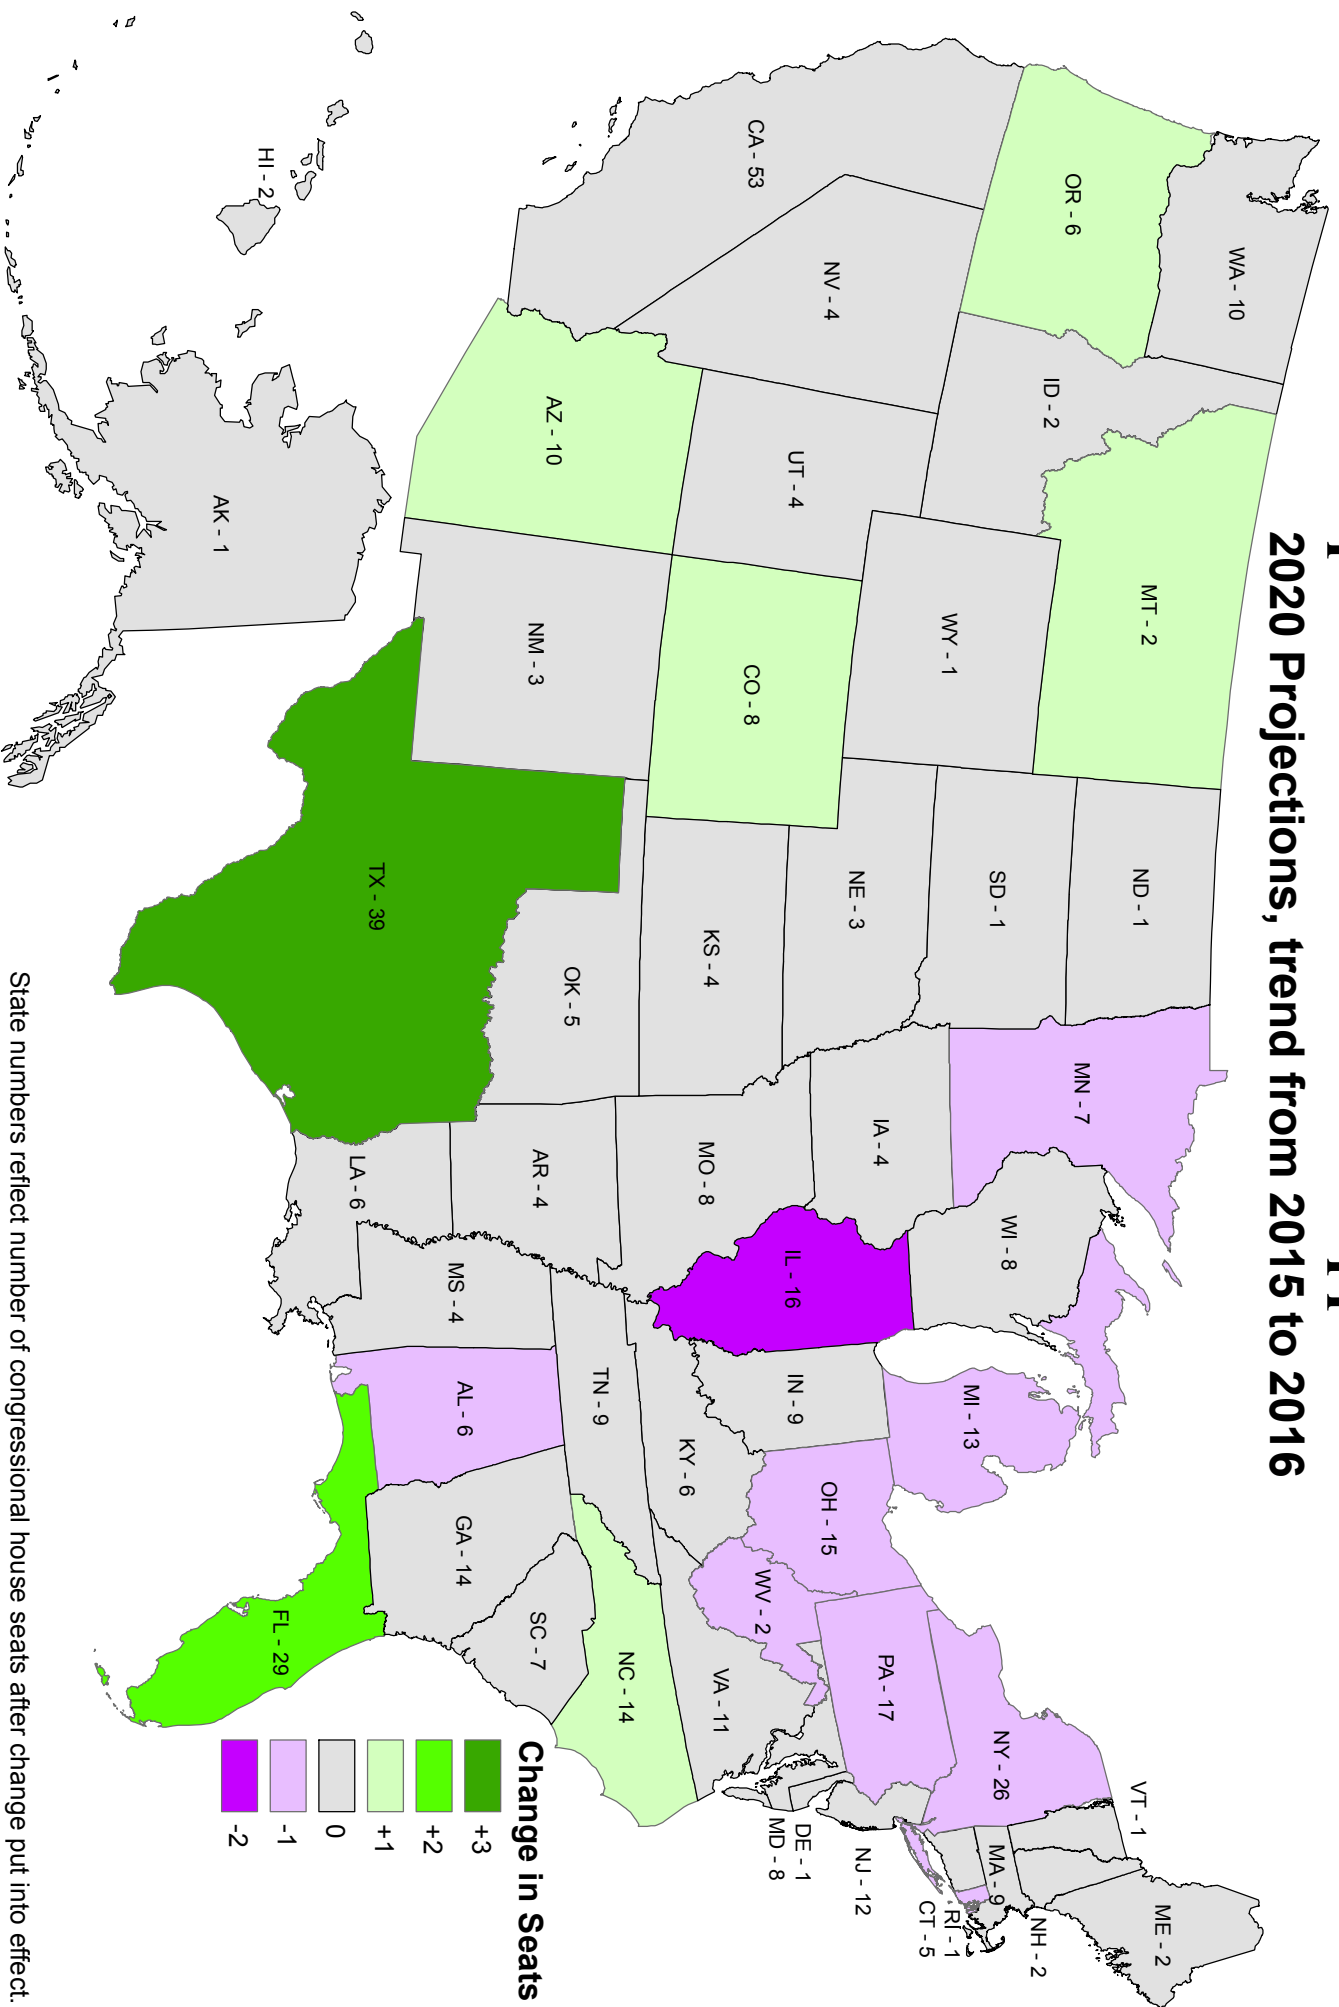 2020 Projections, trend from 2015 to 2016
WA - 10
OR - 6
CA - 53
NV - 4
ID - 2
MT - 2
WY - 1
UT - 4
AZ - 10
CO - 8
NM - 3
ND - 1
SD - 1
NE - 3
KS - 4
OK - 5
TX - 39
MN - 7
IA - 4
MO - 8
AR - 4
LA - 6
WI - 8
IL - 16
MS - 4
MI - 13
IN - 9
KY - 6
TN - 9
AL - 6
OH - 15
WV - 2
GA - 14
FL - 29
SC - 7
NC - 14
VA - 11
PA - 17
NY - 26
VT - 1
ME - 2
NH - 2
MA - 9
RI - 1
CT - 5
NJ - 12
DE - 1
MD - 8
HI - 2
AK - 1
Change in Seats
+3
+2
+1
0
-1
-2
State numbers reflect number of congressional house seats after change put into effect.